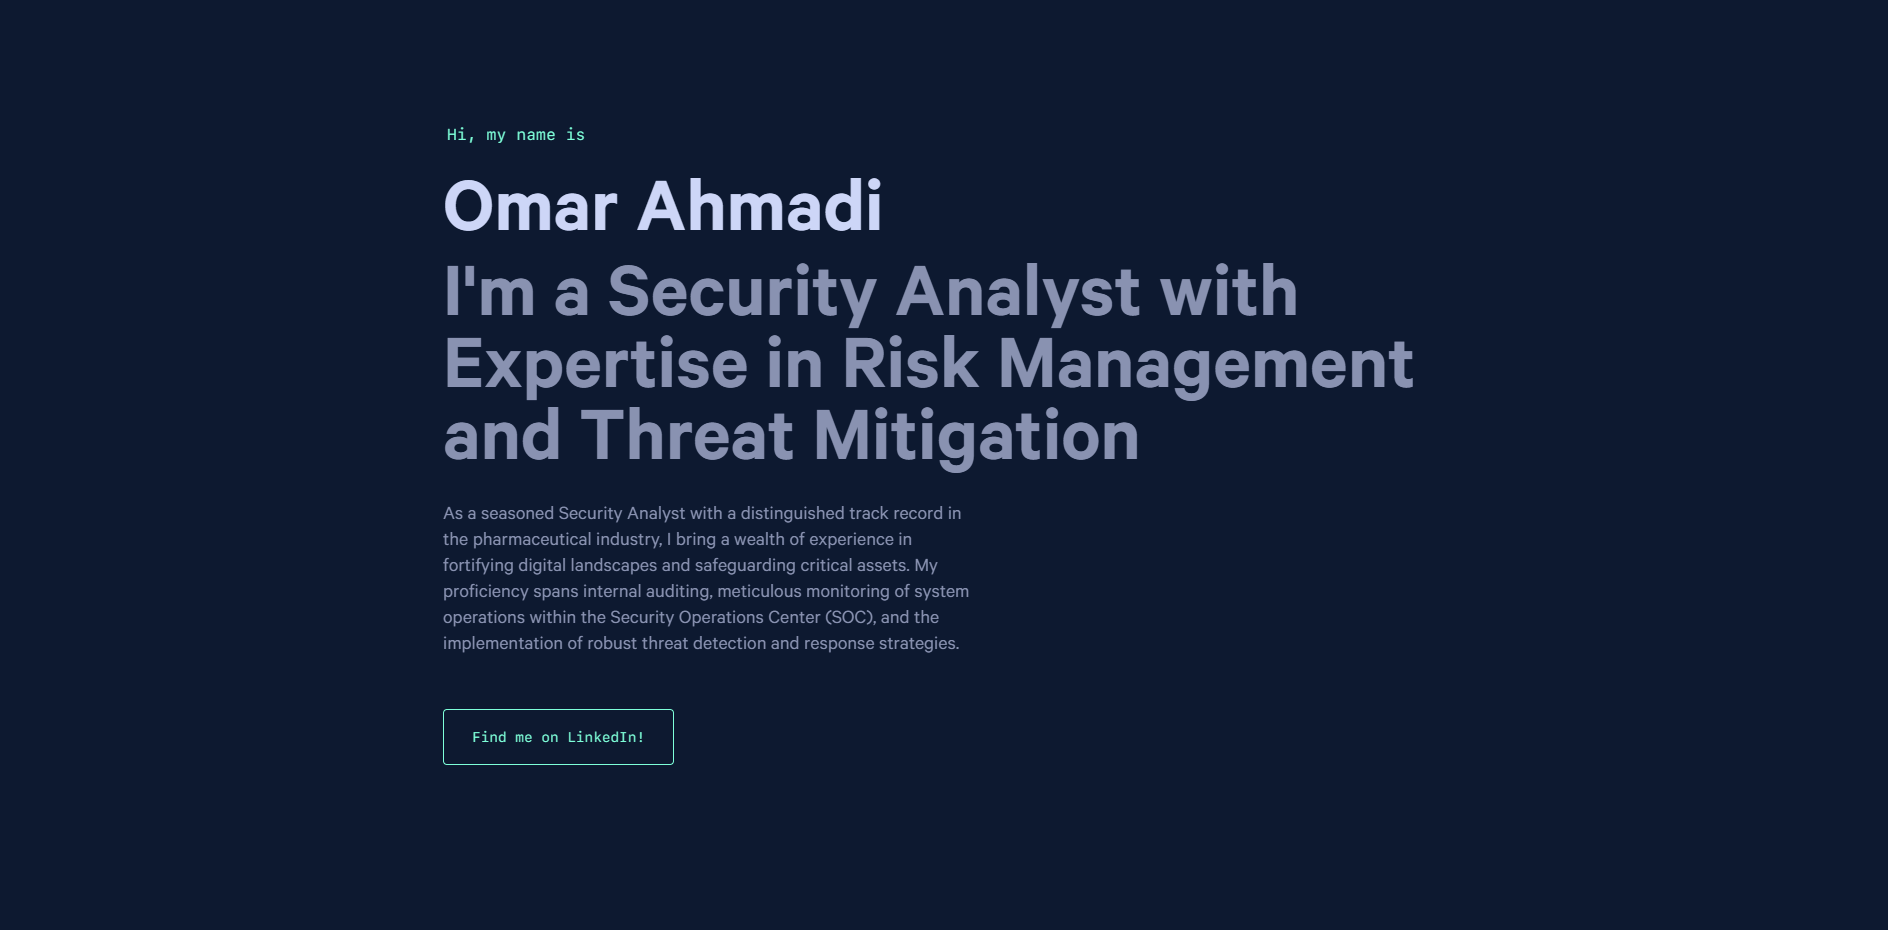 Hi, my name is
Omar Ahmadi
I'm a Security Analyst with
Expertise in Risk Management
and Threat Mitigation
As a seasoned Security Analyst with a distinguished track record in
the pharmaceutical industry, I bring a wealth of experience in
fortifying digital landscapes and safeguarding critical assets. My
proficiency spans internal auditing, meticulous monitoring of system
operations within the Security Operations Center (SOC), and the
implementation of robust threat detection and response strategies.
Find me on LinkedIn!